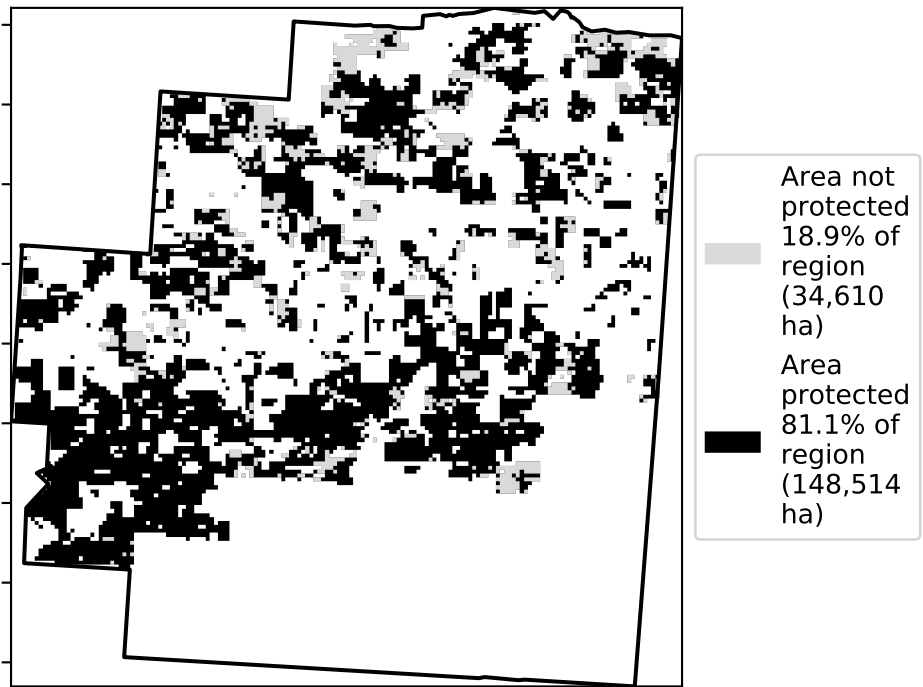 Area not
protected
18.9% of
region
(34,610
ha)
Area
protected
81.1% of
region
(148,514
ha)